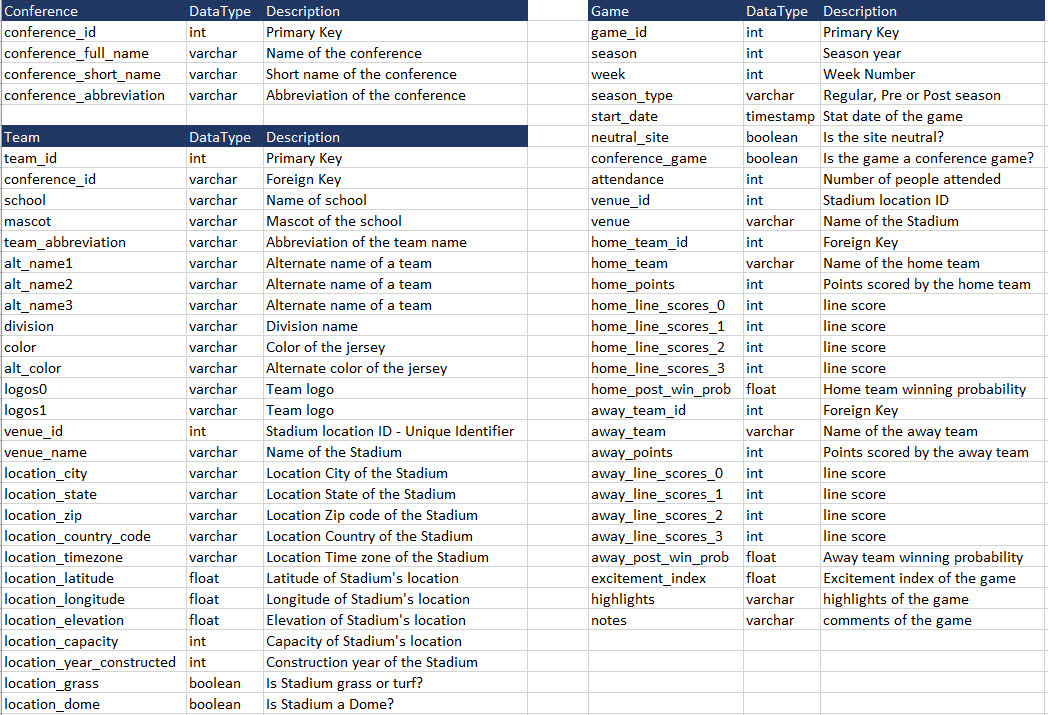 Conference DataType Description
conference_id int Primary Key
conference_full_name varchar Name of the conference
conference_short_name varchar Short name of the conference
conference_abbreviation varchar Abbreviation of the conference
Team DataType Description
team_id int Primary Key
conference_id varchar Foreign Key
school varchar Name of school
mascot varchar Mascot of the school
team_abbreviation varchar Abbreviation of the team name
alt_name1 varchar Alternate name of a team
alt_name2 varchar Alternate name of a team
alt_name3 varchar Alternate name of a team
division varchar Division name
color varchar Color of the jersey
alt_color varchar Alternate color of the jersey
logos0 varchar Team logo
logos1 varchar Team logo
venue_id int Stadium location ID - Unique Identifier
venue_name varchar Name of the Stadium
location_city varchar Location City of the Stadium
location_state varchar Location State of the Stadium
location_zip varchar Location Zip code of the Stadium
location_country_code varchar Location Country of the Stadium
location_timezone varchar Location Time zone of the Stadium
location_latitude float Latitude of Stadium's location
location_longitude float Longitude of Stadium's location
location_elevation float Elevation of Stadium's location
location_capacity int Capacity of Stadium's location
location_year_constructed int Construction year of the Stadium
location_grass boolean Is Stadium grass or turf?
location_dome boolean Is Stadium a Dome?
Game DataType Description
game_id int Primary Key
season int Season year
week int Week Number
season_type varchar Regular, Pre or Post season
start_date timestamp Stat date of the game
neutral_site boolean Is the site neutral?
conference_game boolean Is the game a conference game?
attendance int Number of people attended
venue_id int Stadium location ID
venue varchar Name of the Stadium
home_team_id int Foreign Key
home_team varchar Name of the home team
home_points int Points scored by the home team
home_line_scores_0 int line score
home_line_scores_1 int line score
home_line_scores_2 int line score
home_line_scores_3 int line score
home_post_win_prob float Home team winning probability
away_team_id int Foreign Key
away_team varchar Name of the away team
away_points int Points scored by the away team
away_line_scores_0 int line score
away_line_scores_1 int line score
away_line_scores_2 int line score
away_line_scores_3 int line score
away_post_win_prob float Away team winning probability
excitement_index float Excitement index of the game
highlights varchar highlights of the game
notes varchar comments of the game